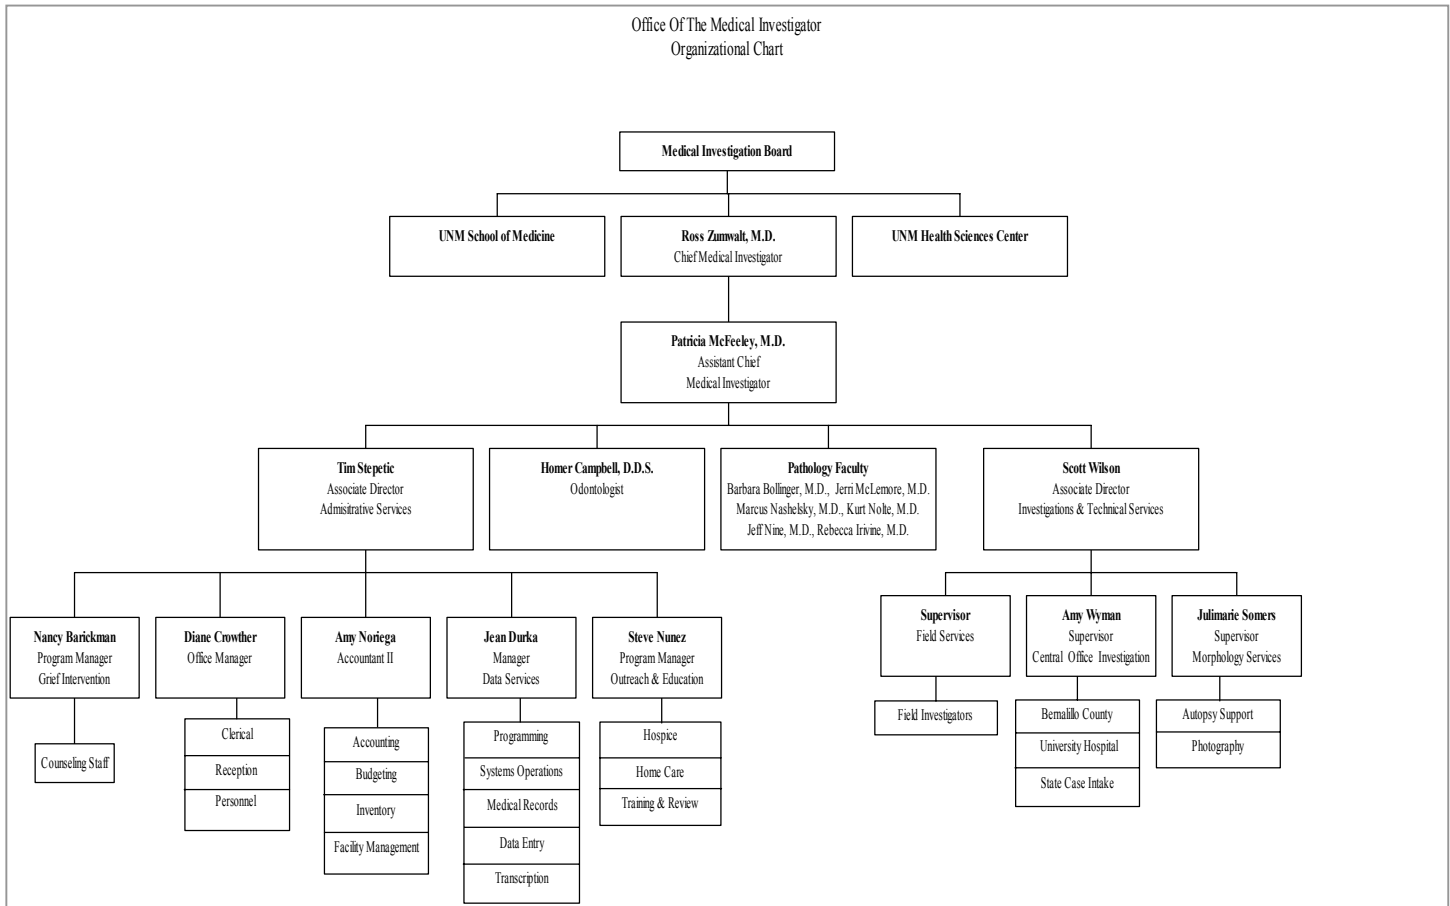 Office Of The Medical Investigator
Organizational Chart
Medical Investigation Board
UNM School of Medicine
Ross Zumwalt, M.D.
Chief Medical Investigator
UNM Health Sciences Center
Patricia McFeeley, M.D.
Assistant Chief
Medical Investigator
Tim Stepetic
Associate Director
Admisitrative Services
Homer Campbell, D.D.S.
Odontologist
Pathology Faculty
Barbara Bollinger, M.D., Jerri McLemore, M.D.
Marcus Nashelsky, M.D., Kurt Nolte, M.D.
Jeff Nine, M.D., Rebecca Irivine, M.D.
Scott Wilson
Associate Director
Investigations & Technical Services
Nancy Barickman
Program Manager
Grief Intervention
Counseling Staff
Diane Crowther
Office Manager
Clerical
Reception
Personnel
Amy Noriega
Accountant II
Accounting
Budgeting
Inventory
Facility Management
Jean Durka
Manager
Data Services
Programming
Systems Operations
Medical Records
Data Entry
Transcription
Steve Nunez
Program Manager
Outreach & Education
Hospice
Home Care
Training & Review
Supervisor
Field Services
Field Investigators
Amy Wyman
Supervisor
Central Office Investigation
Bernalillo County
University Hospital
State Case Intake
Julimarie Somers
Supervisor
Morphology Services
Autopsy Support
Photography